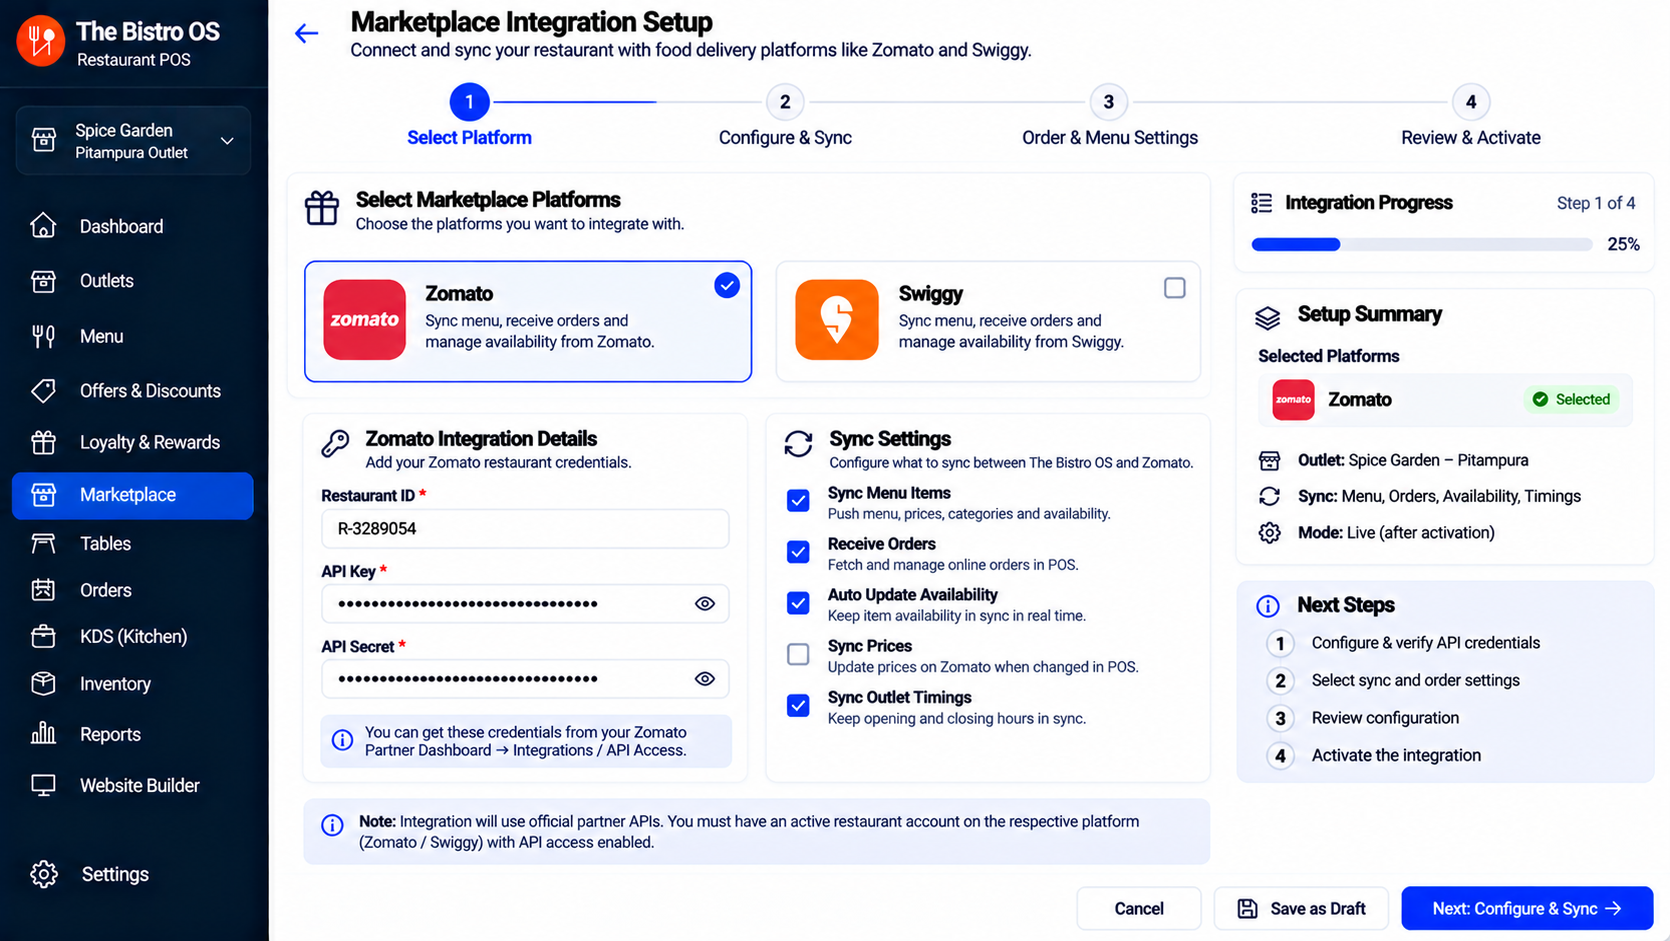 The Bistro OS
Restaurant POS
Spice Garden
Pitampura Outlet
Dashboard
Outlets
Menu
Offers & Discounts
Loyalty & Rewards
Marketplace
Tables
Orders
KDS (Kitchen)
Inventory
Reports
Website Builder
Settings
Marketplace Integration Setup
Connect and sync your restaurant with food delivery platforms like Zomato and Swiggy.
1
Select Platform
2
Configure & Sync
3
Order & Menu Settings
4
Review & Activate
Select Marketplace Platforms
Choose the platforms you want to integrate with.
zomato
Zomato
Sync menu, receive orders and
manage availability from Zomato.
Swiggy
Sync menu, receive orders and
manage availability from Swiggy.
Zomato Integration Details
Add your Zomato restaurant credentials.
Restaurant ID *
R-3289054
API Key *
••••••••••••••••••••••••••••••••
API Secret *
••••••••••••••••••••••••••••••••
You can get these credentials from your Zomato
Partner Dashboard → Integrations / API Access.
Sync Settings
Configure what to sync between The Bistro OS and Zomato.
Sync Menu Items
Push menu, prices, categories and availability.
Receive Orders
Fetch and manage online orders in POS.
Auto Update Availability
Keep item availability in sync in real time.
Sync Prices
Update prices on Zomato when changed in POS.
Sync Outlet Timings
Keep opening and closing hours in sync.
Note: Integration will use official partner APIs. You must have an active restaurant account on the respective platform
(Zomato / Swiggy) with API access enabled.
Integration Progress
Step 1 of 4
25%
Setup Summary
Selected Platforms
zomato
Zomato
Selected
Outlet: Spice Garden – Pitampura
Sync: Menu, Orders, Availability, Timings
Mode: Live (after activation)
Next Steps
1 Configure & verify API credentials
2 Select sync and order settings
3 Review configuration
4 Activate the integration
Cancel
Save as Draft
Next: Configure & Sync →